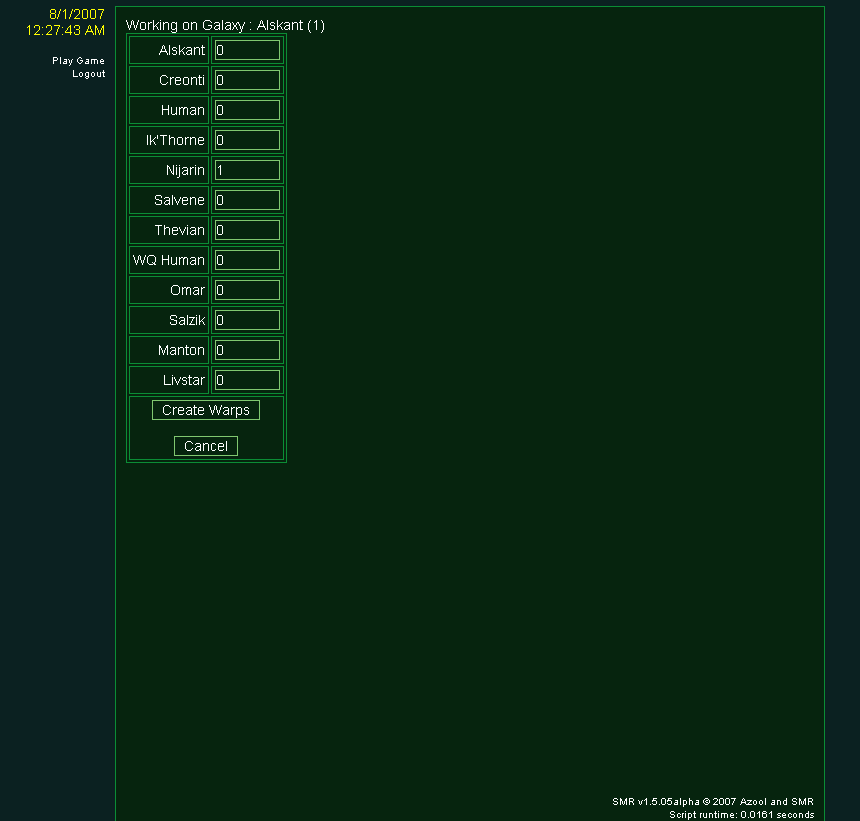 8/1/2007
12:27:43 AM
Play Game
Logout
Working on Galaxy : Alskant (1)
Alskant 0
Creonti 0
Human 0
Ik'Thorne 0
Nijarin 1
Salvene 0
Thevian 0
WQ Human 0
Omar 0
Salzik 0
Manton 0
Livstar 0
Create Warps
Cancel
SMR v1.5.05alpha © 2007 Azool and SMR
Script runtime: 0.0161 seconds